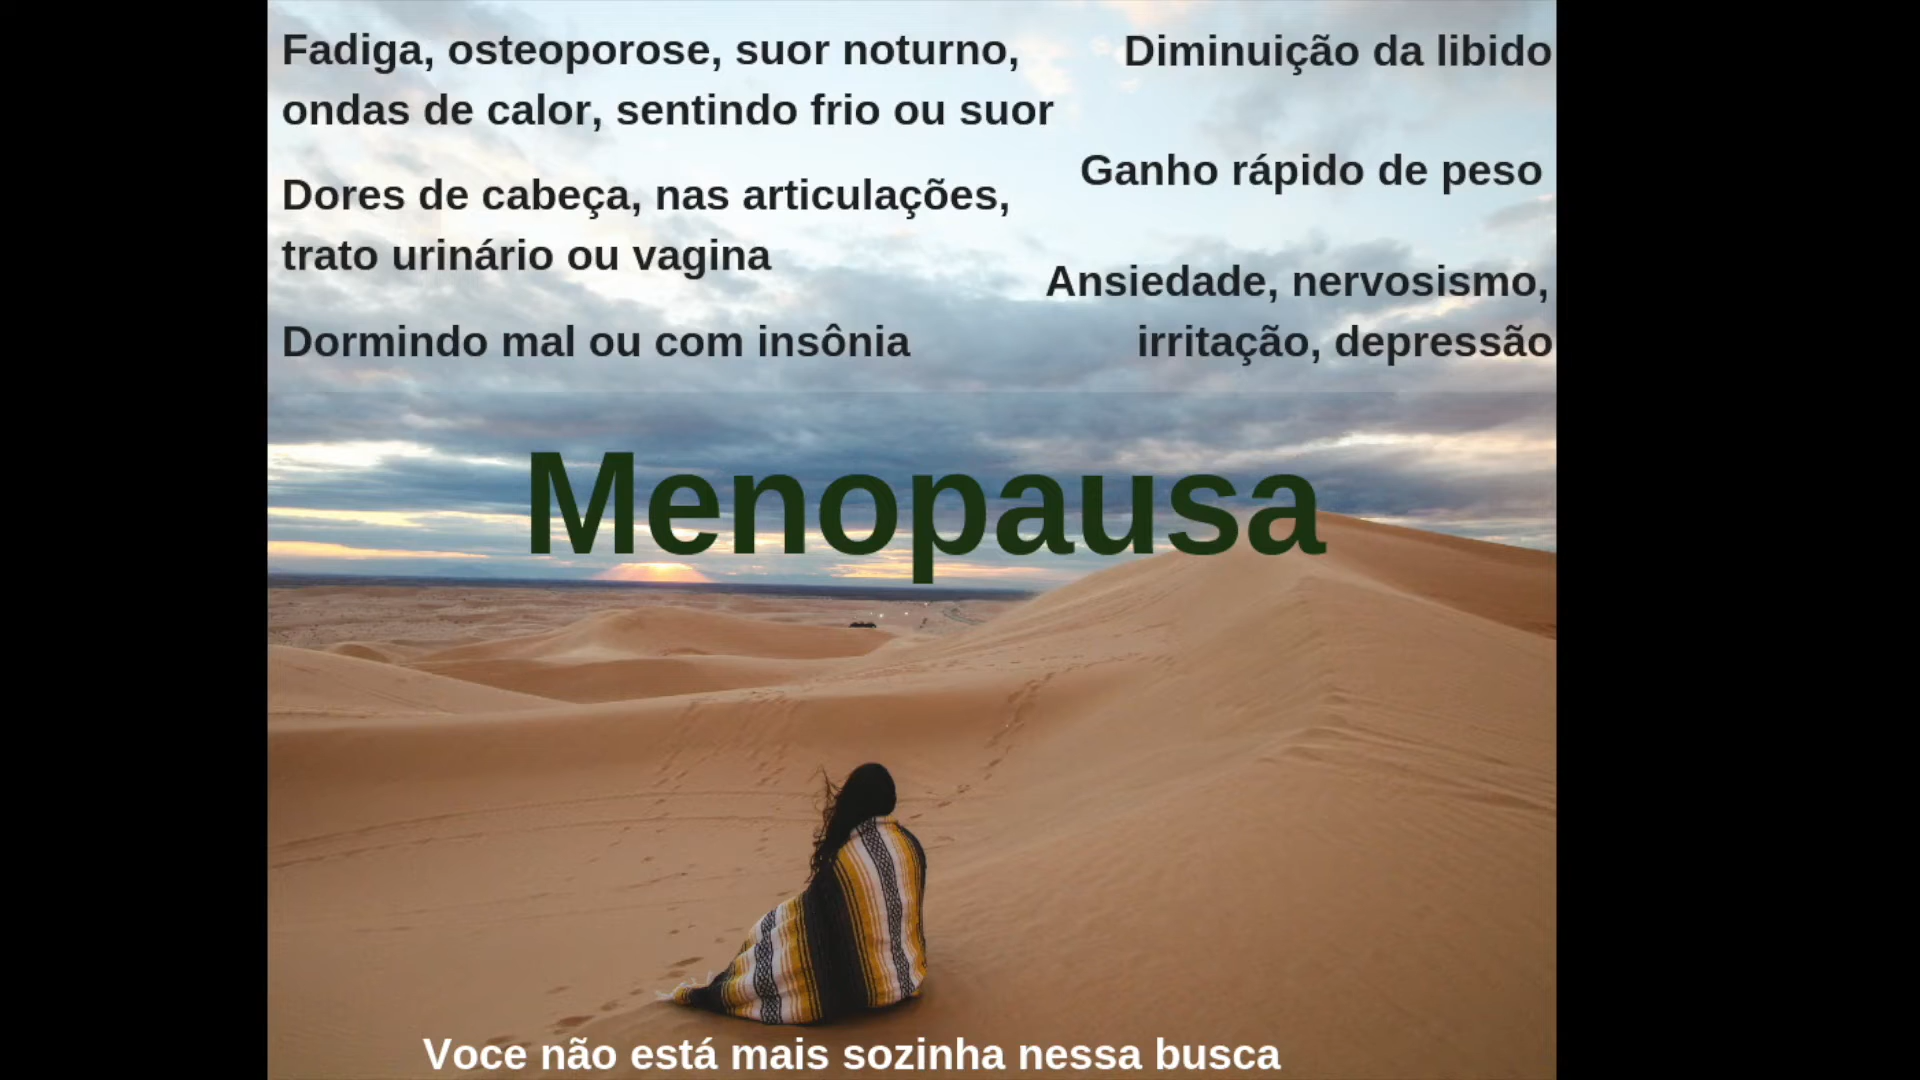 Fadiga, osteoporose, suor noturno,
ondas de calor, sentindo frio ou suor
Dores de cabeça, nas articulações,
trato urinário ou vagina
Dormindo mal ou com insônia
Diminuição da libido
Ganho rápido de peso
Ansiedade, nervosismo,
irritação, depressão
Menopausa
Voce não está mais sozinha nessa busca